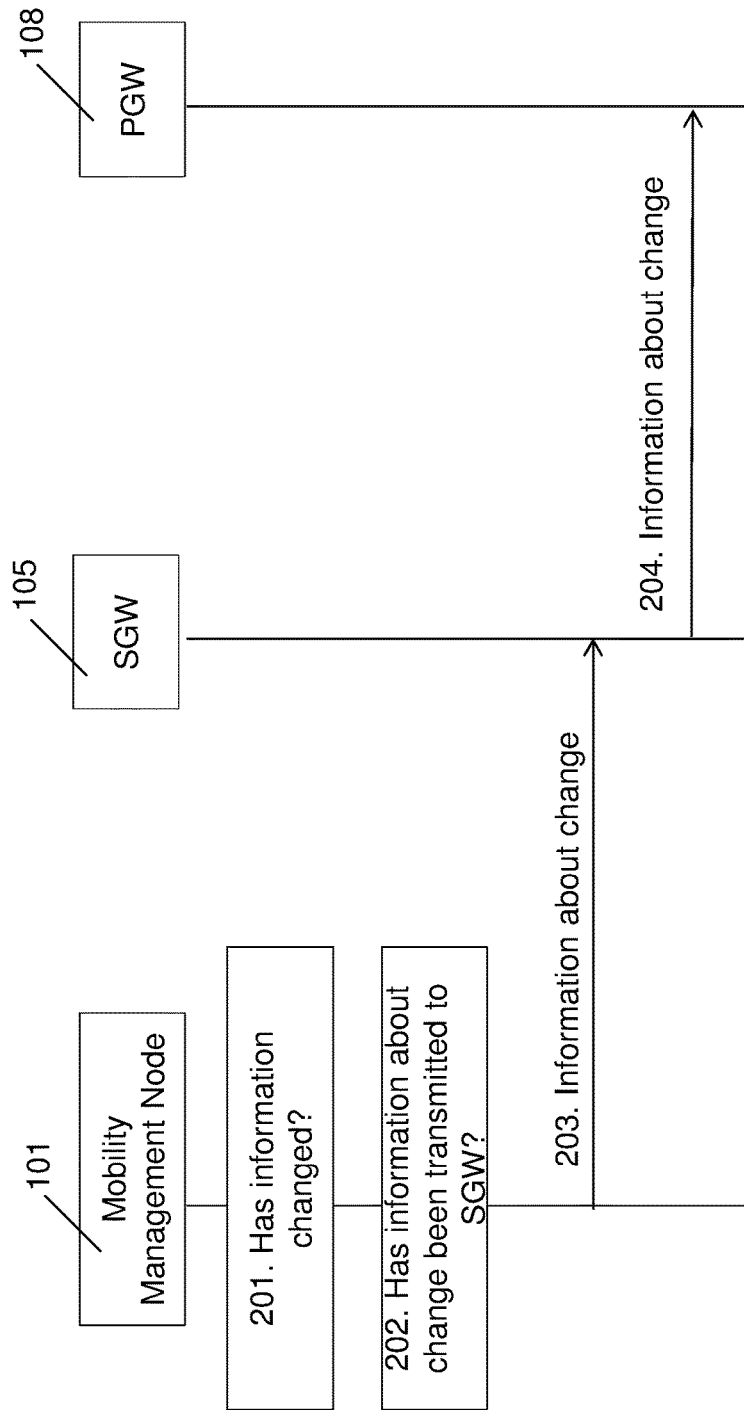 101
105
108
Mobility
Management Node
SGW
PGW
201. Has information
changed?
202. Has information about
change been transmitted to
SGW?
203. Information about change
204. Information about change